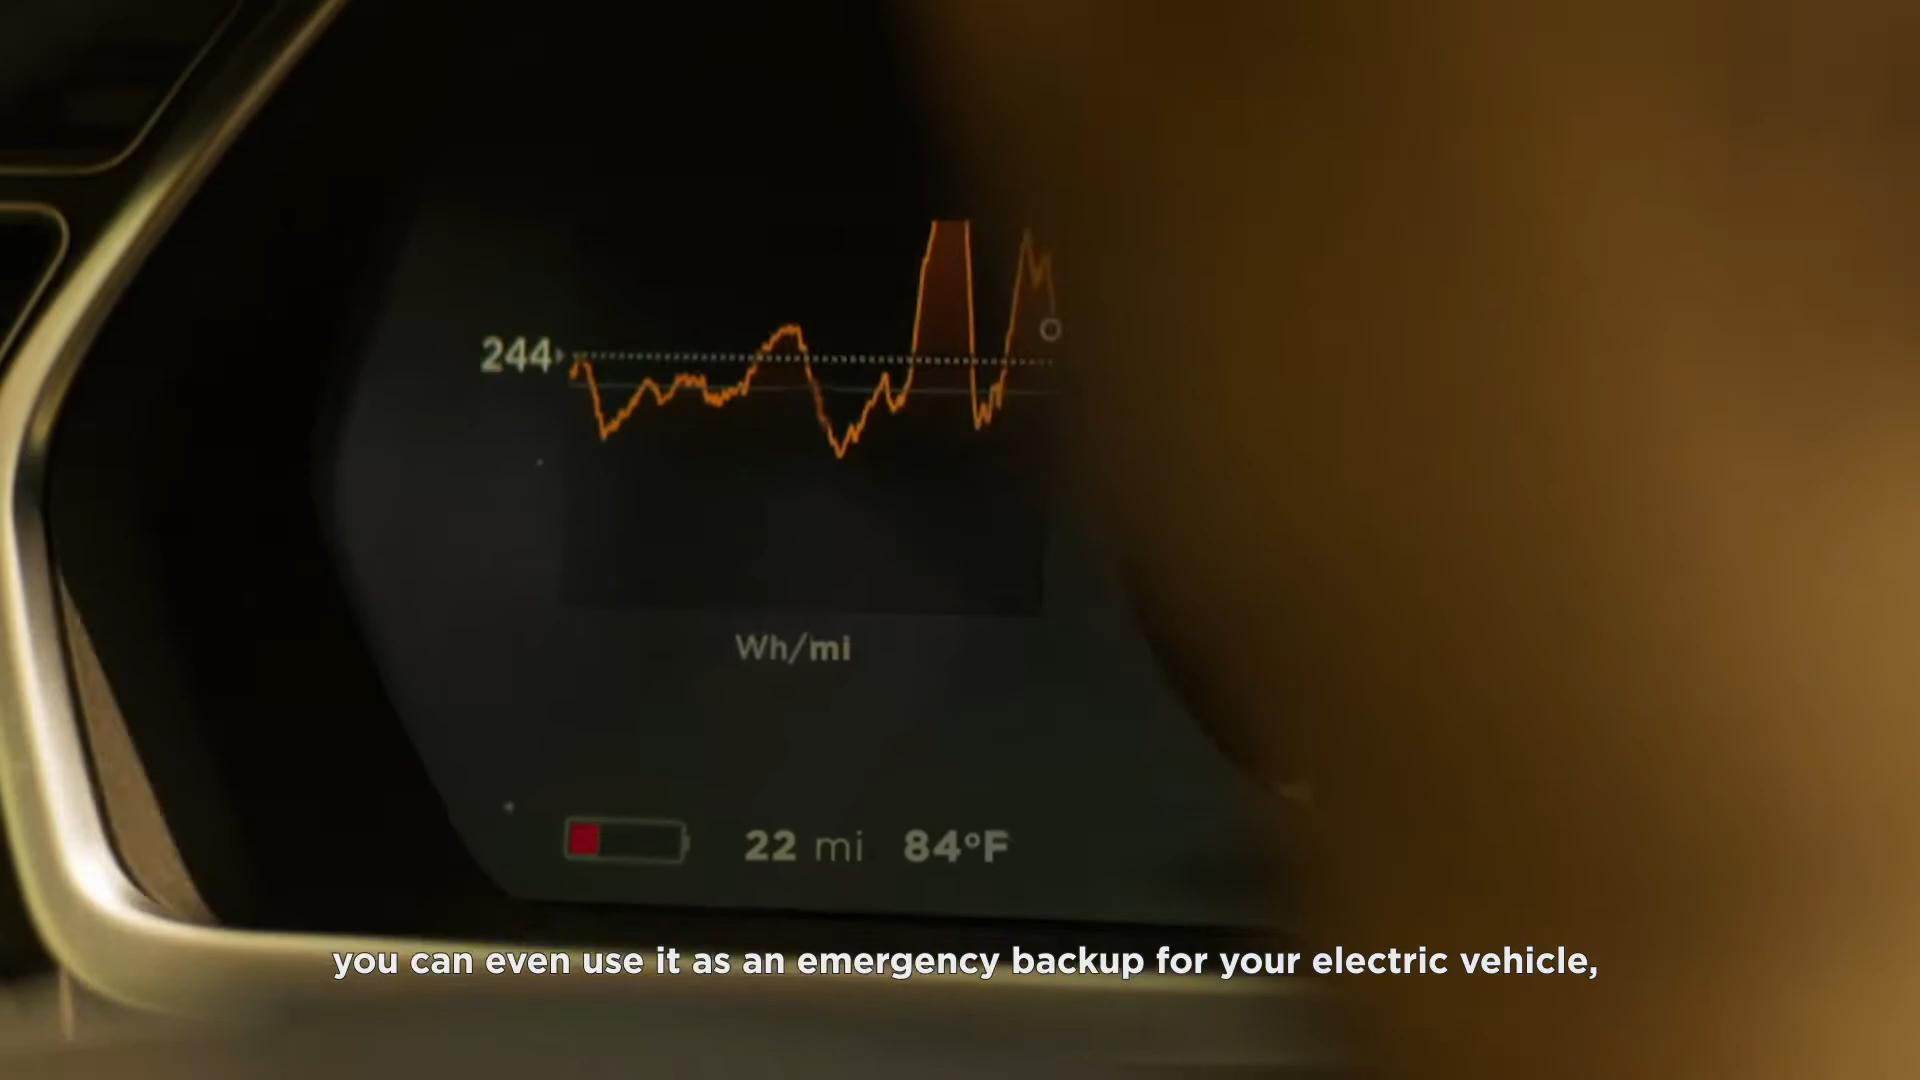 244
Wh/mi
22 mi 84°F
you can even use it as an emergency backup for your electric vehicle,